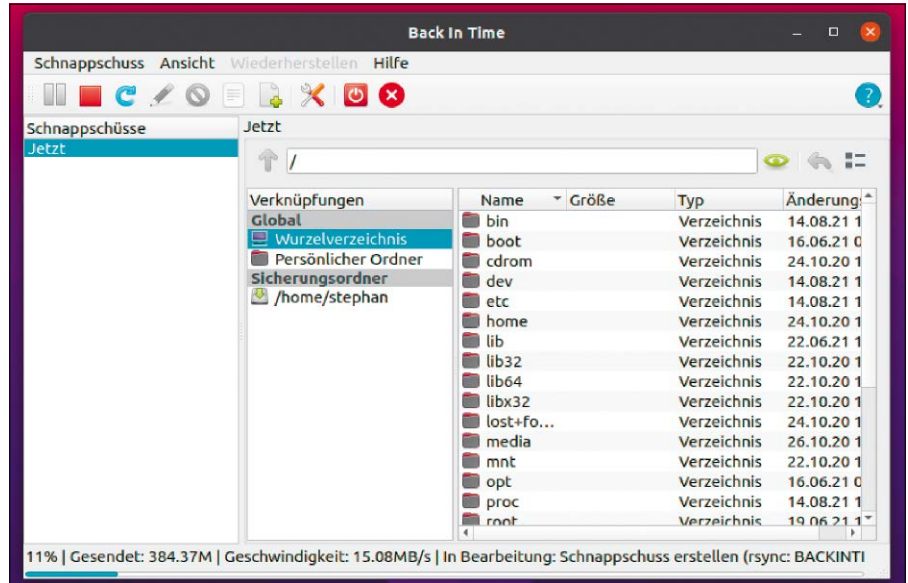 Back In Time
Schnappschuss Ansicht Wiederherstellen Hilfe
?
Schnappschüsse
Jetzt
Jetzt
/
Verknüpfungen
Global
Wurzelverzeichnis
Persönlicher Ordner
Sicherungsordner
/home/stephan
Name Größe Typ Änderung
bin Verzeichnis 14.08.21 1
boot Verzeichnis 16.06.21 0
cdrom Verzeichnis 24.10.20 1
dev Verzeichnis 14.08.21 1
etc Verzeichnis 14.08.21 1
home Verzeichnis 24.10.20 1
lib Verzeichnis 22.06.21 1
lib32 Verzeichnis 22.10.20 1
lib64 Verzeichnis 22.10.20 1
libx32 Verzeichnis 22.10.20 1
lost+fo... Verzeichnis 24.10.20 1
media Verzeichnis 26.10.20 1
mnt Verzeichnis 22.10.20 1
opt Verzeichnis 16.06.21 0
proc Verzeichnis 14.08.21 1
root Verzeichnis 19.06.21 1
11% | Gesendet: 384.37M | Geschwindigkeit: 15.08MB/s | In Bearbeitung: Schnappschuss erstellen (rsync: BACKINTI